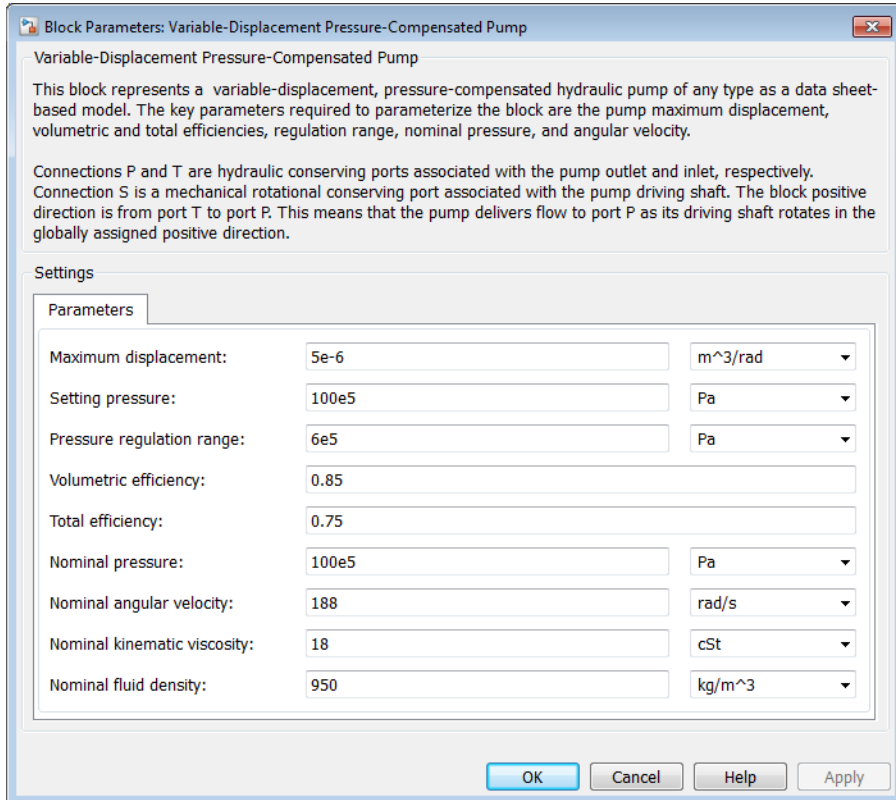 Block Parameters: Variable-Displacement Pressure-Compensated Pump
Variable-Displacement Pressure-Compensated Pump
This block represents a  variable-displacement, pressure-compensated hydraulic pump of any type as a data sheet-
based model. The key parameters required to parameterize the block are the pump maximum displacement,
volumetric and total efficiencies, regulation range, nominal pressure, and angular velocity.
Connections P and T are hydraulic conserving ports associated with the pump outlet and inlet, respectively.
Connection S is a mechanical rotational conserving port associated with the pump driving shaft. The block positive
direction is from port T to port P. This means that the pump delivers flow to port P as its driving shaft rotates in the
globally assigned positive direction.
Settings
Parameters
Maximum displacement: 5e-6 m^3/rad
Setting pressure: 100e5 Pa
Pressure regulation range: 6e5 Pa
Volumetric efficiency: 0.85
Total efficiency: 0.75
Nominal pressure: 100e5 Pa
Nominal angular velocity: 188 rad/s
Nominal kinematic viscosity: 18 cSt
Nominal fluid density: 950 kg/m^3
OK Cancel Help Apply